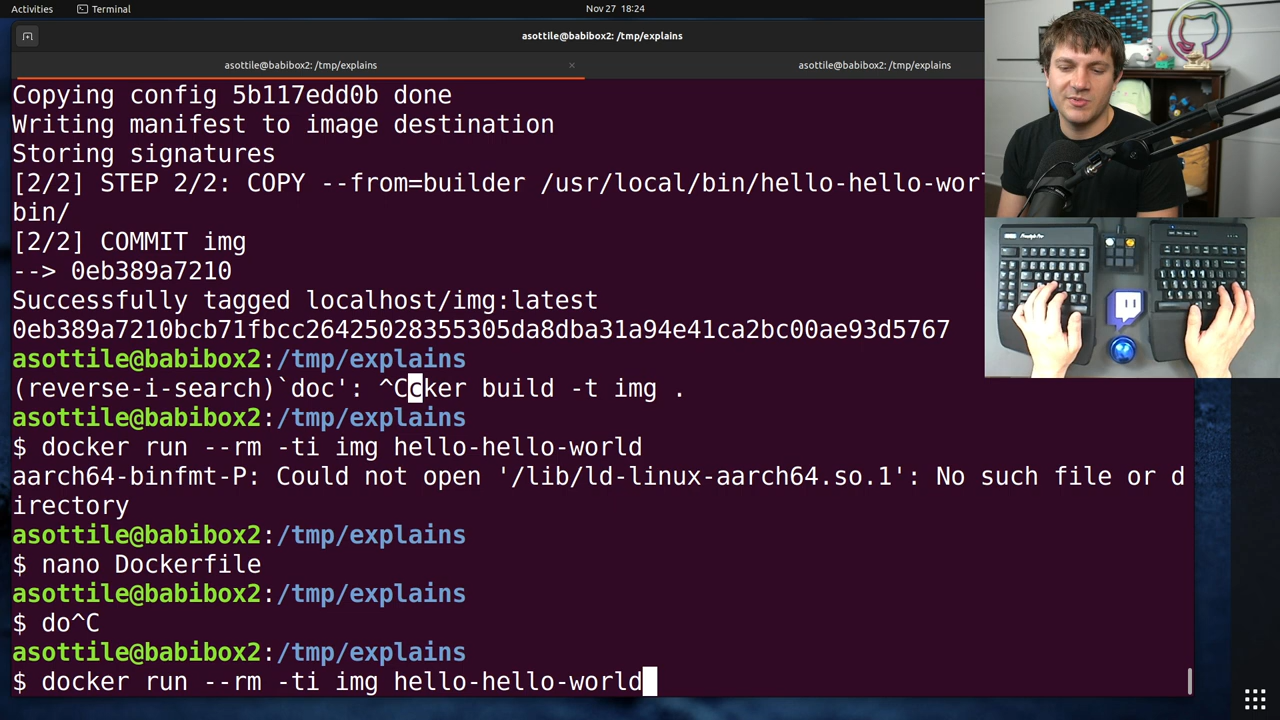 Activities
Terminal
Nov 27 18:24
asottile@babibox2: /tmp/explains
asottile@babibox2: /tmp/explains
×
asottile@babibox2: /tmp/explains
Copying config 5b117edd0b done
Writing manifest to image destination
Storing signatures
[2/2] STEP 2/2: COPY --from=builder /usr/local/bin/hello-hello-wor
bin/
[2/2] COMMIT img
--> 0eb389a7210
Successfully tagged localhost/img:latest
0eb389a7210bcb71fbcc26425028355305da8dba31a94e41ca2bc00ae93d5767
asottile@babibox2:/tmp/explains
(reverse-i-search)`doc': ^Ccker build -t img .
asottile@babibox2:/tmp/explains
$ docker run --rm -ti img hello-hello-world
aarch64-binfmt-P: Could not open '/lib/ld-linux-aarch64.so.1': No such file or d
irectory
asottile@babibox2:/tmp/explains
$ nano Dockerfile
asottile@babibox2:/tmp/explains
$ do^C
asottile@babibox2:/tmp/explains
$ docker run --rm -ti img hello-hello-world